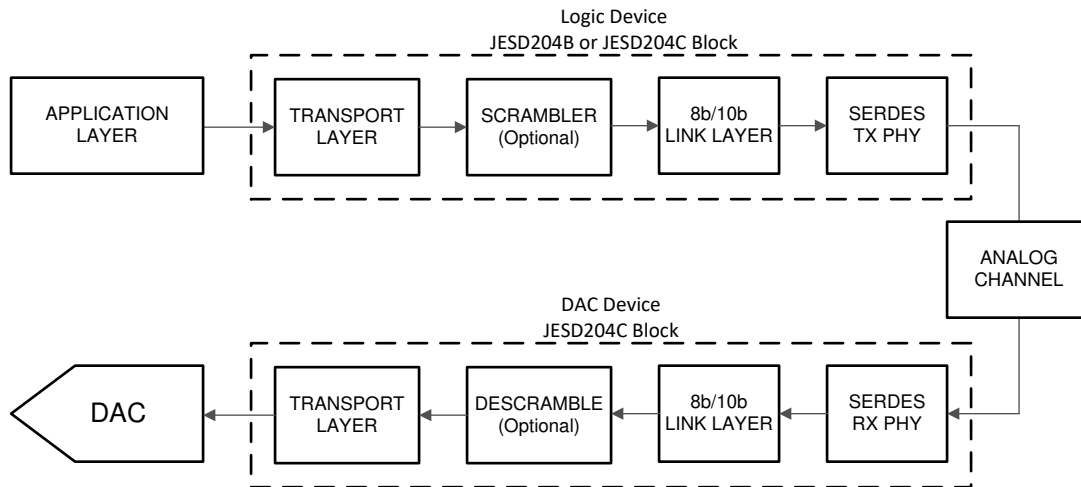 Logic Device
JESD204B or JESD204C Block
APPLICATION
LAYER
TRANSPORT
LAYER
SCRAMBLER
(Optional)
8b/10b
LINK LAYER
SERDES
TX PHY
ANALOG
CHANNEL
DAC Device
JESD204C Block
DAC
TRANSPORT
LAYER
DESCRAMBLE
(Optional)
8b/10b
LINK LAYER
SERDES
RX PHY